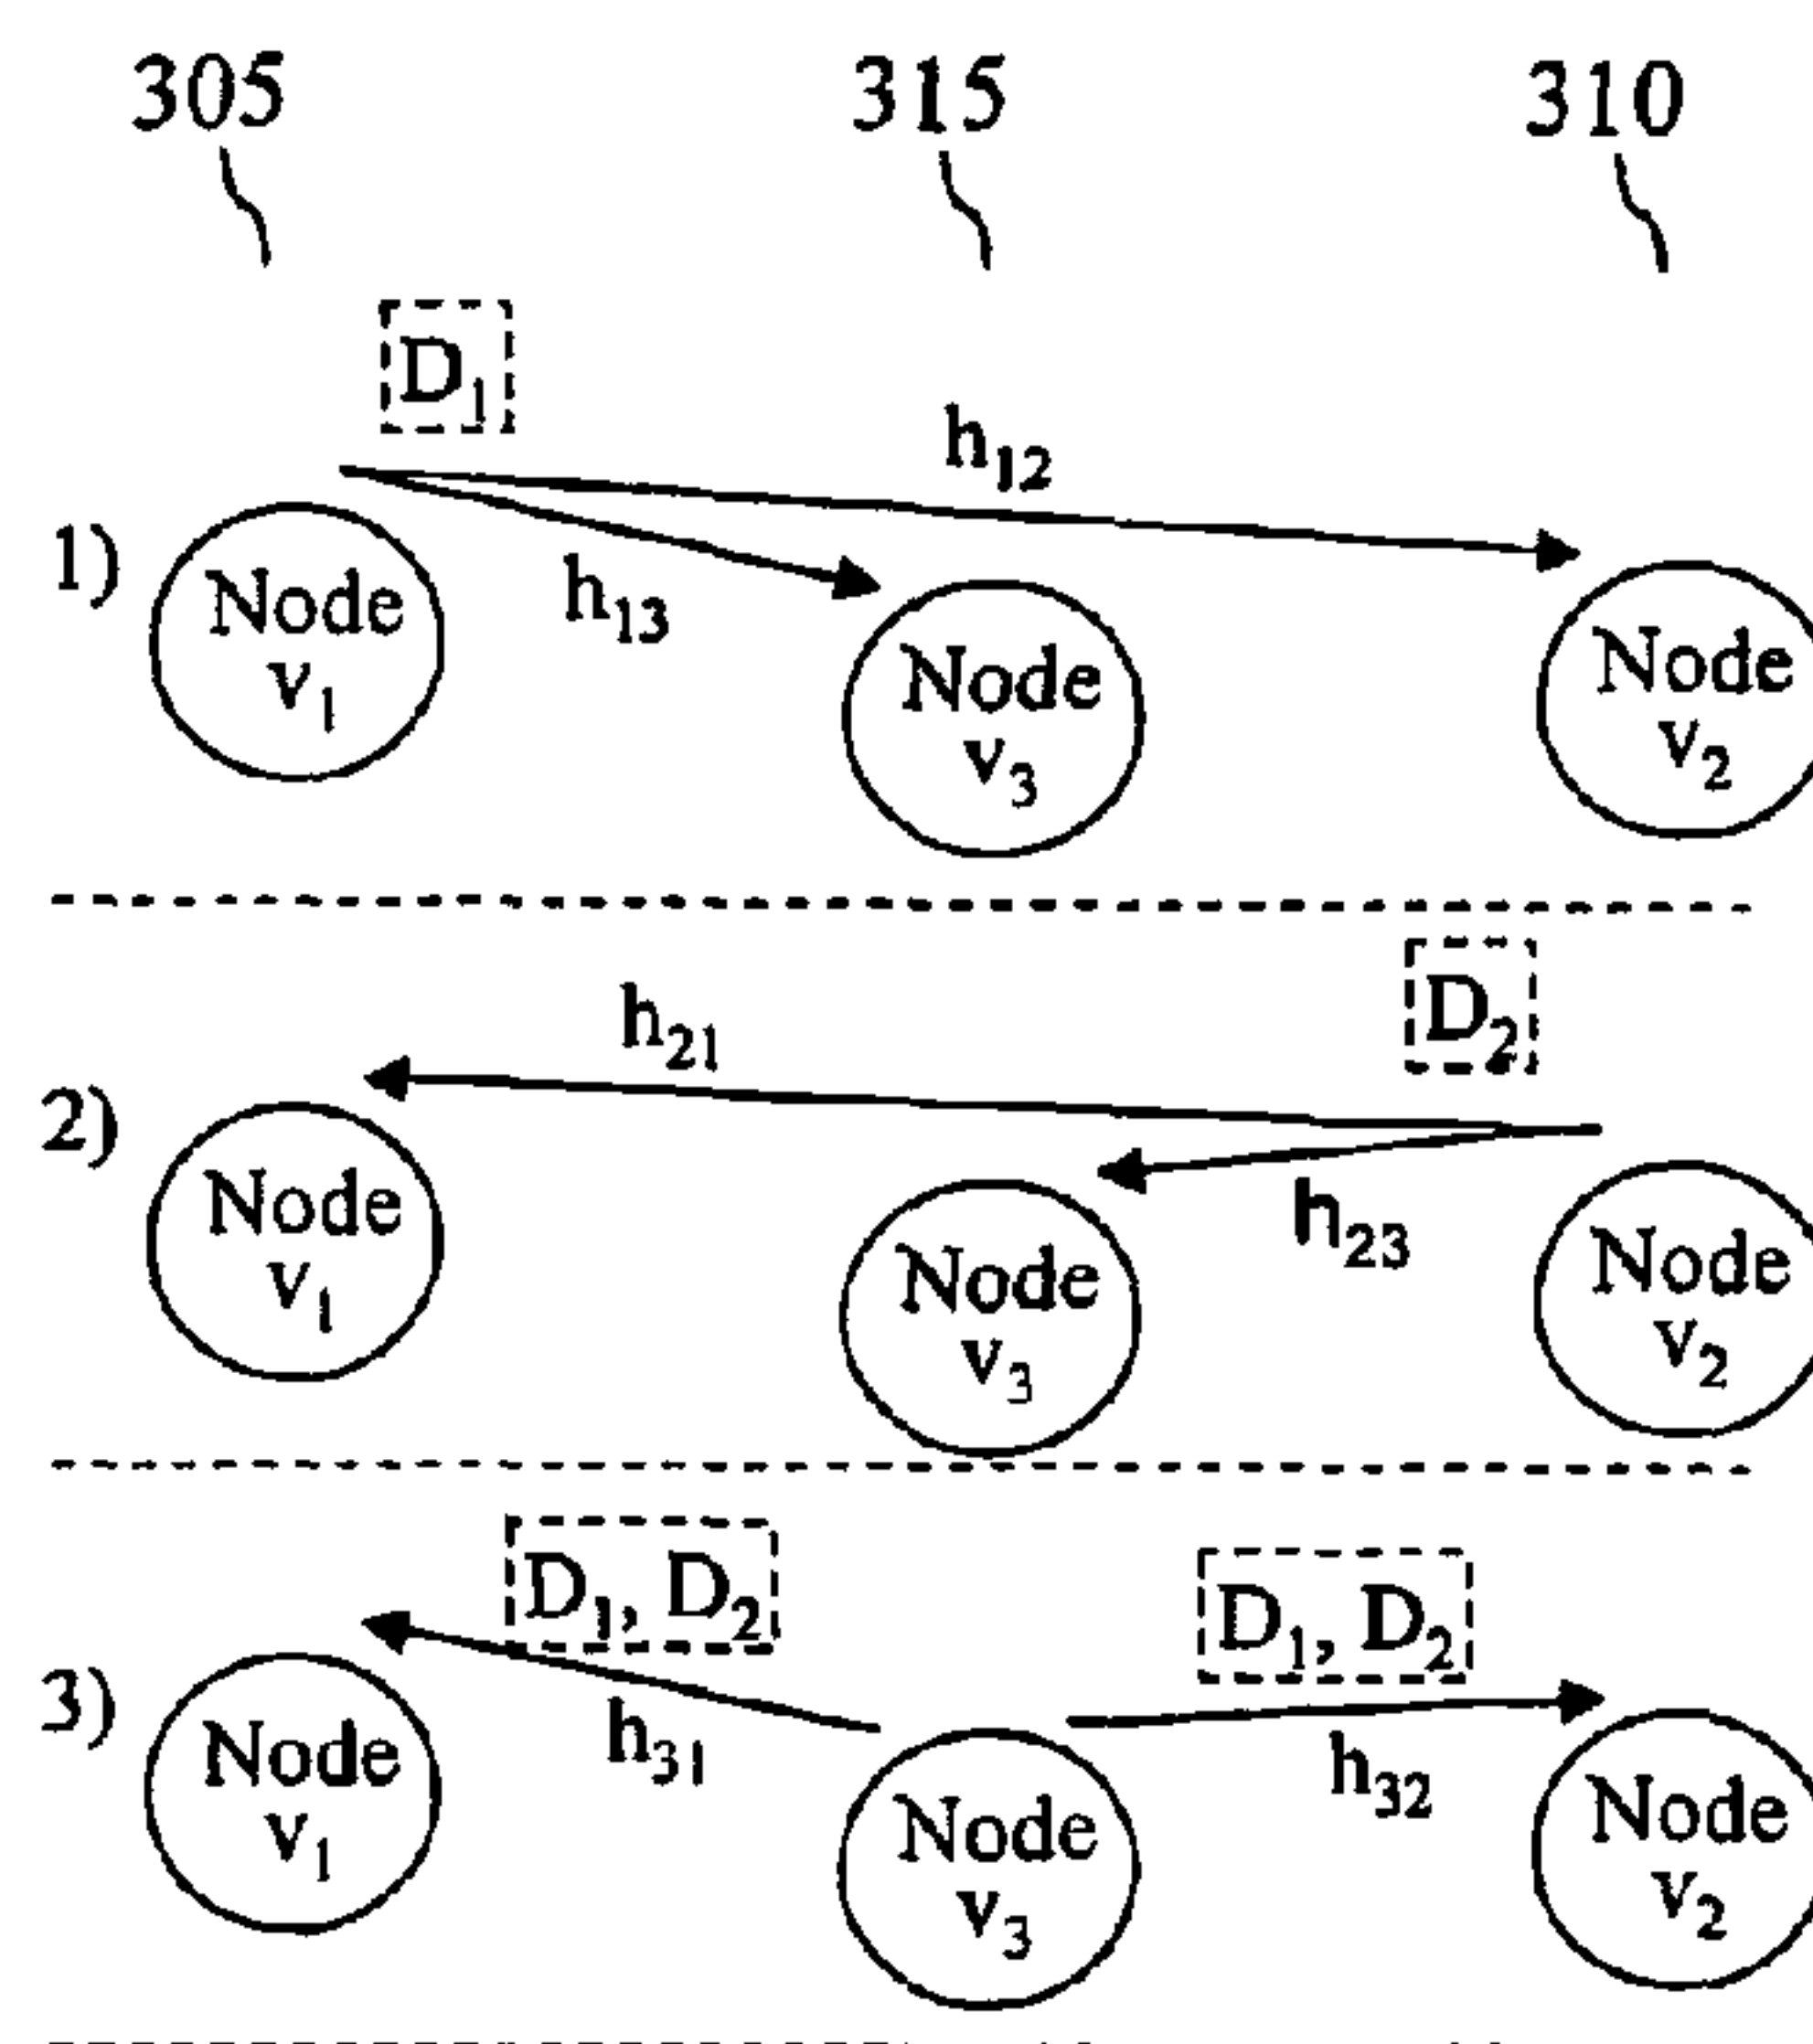 305 315 310
D₁
h₁₂
1)
h₁₃
Node
v₁
Node
v₃
Node
v₂
D₂
h₂₁
2)
h₂₃
Node
v₁
Node
v₃
Node
v₂
D₁, D₂
D₁, D₂
3)
h₃₁
h₃₂
Node
v₁
Node
v₃
Node
v₂